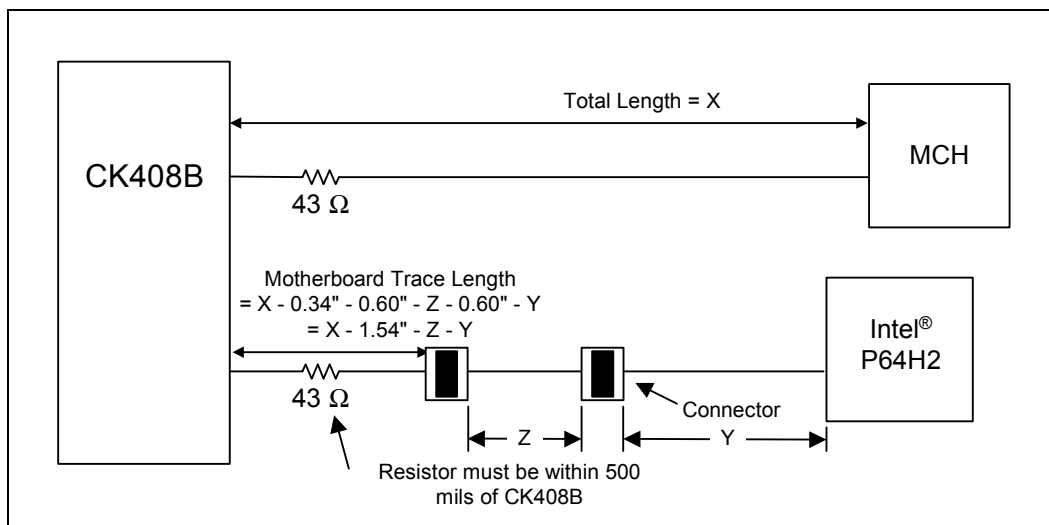 Total Length = X
CK408B
MCH
43 Ω
Motherboard Trace Length
= X - 0.34" - 0.60" - Z - 0.60" - Y
= X - 1.54" - Z - Y
Intel®
P64H2
43 Ω
Connector
Z
Y
Resistor must be within 500
mils of CK408B